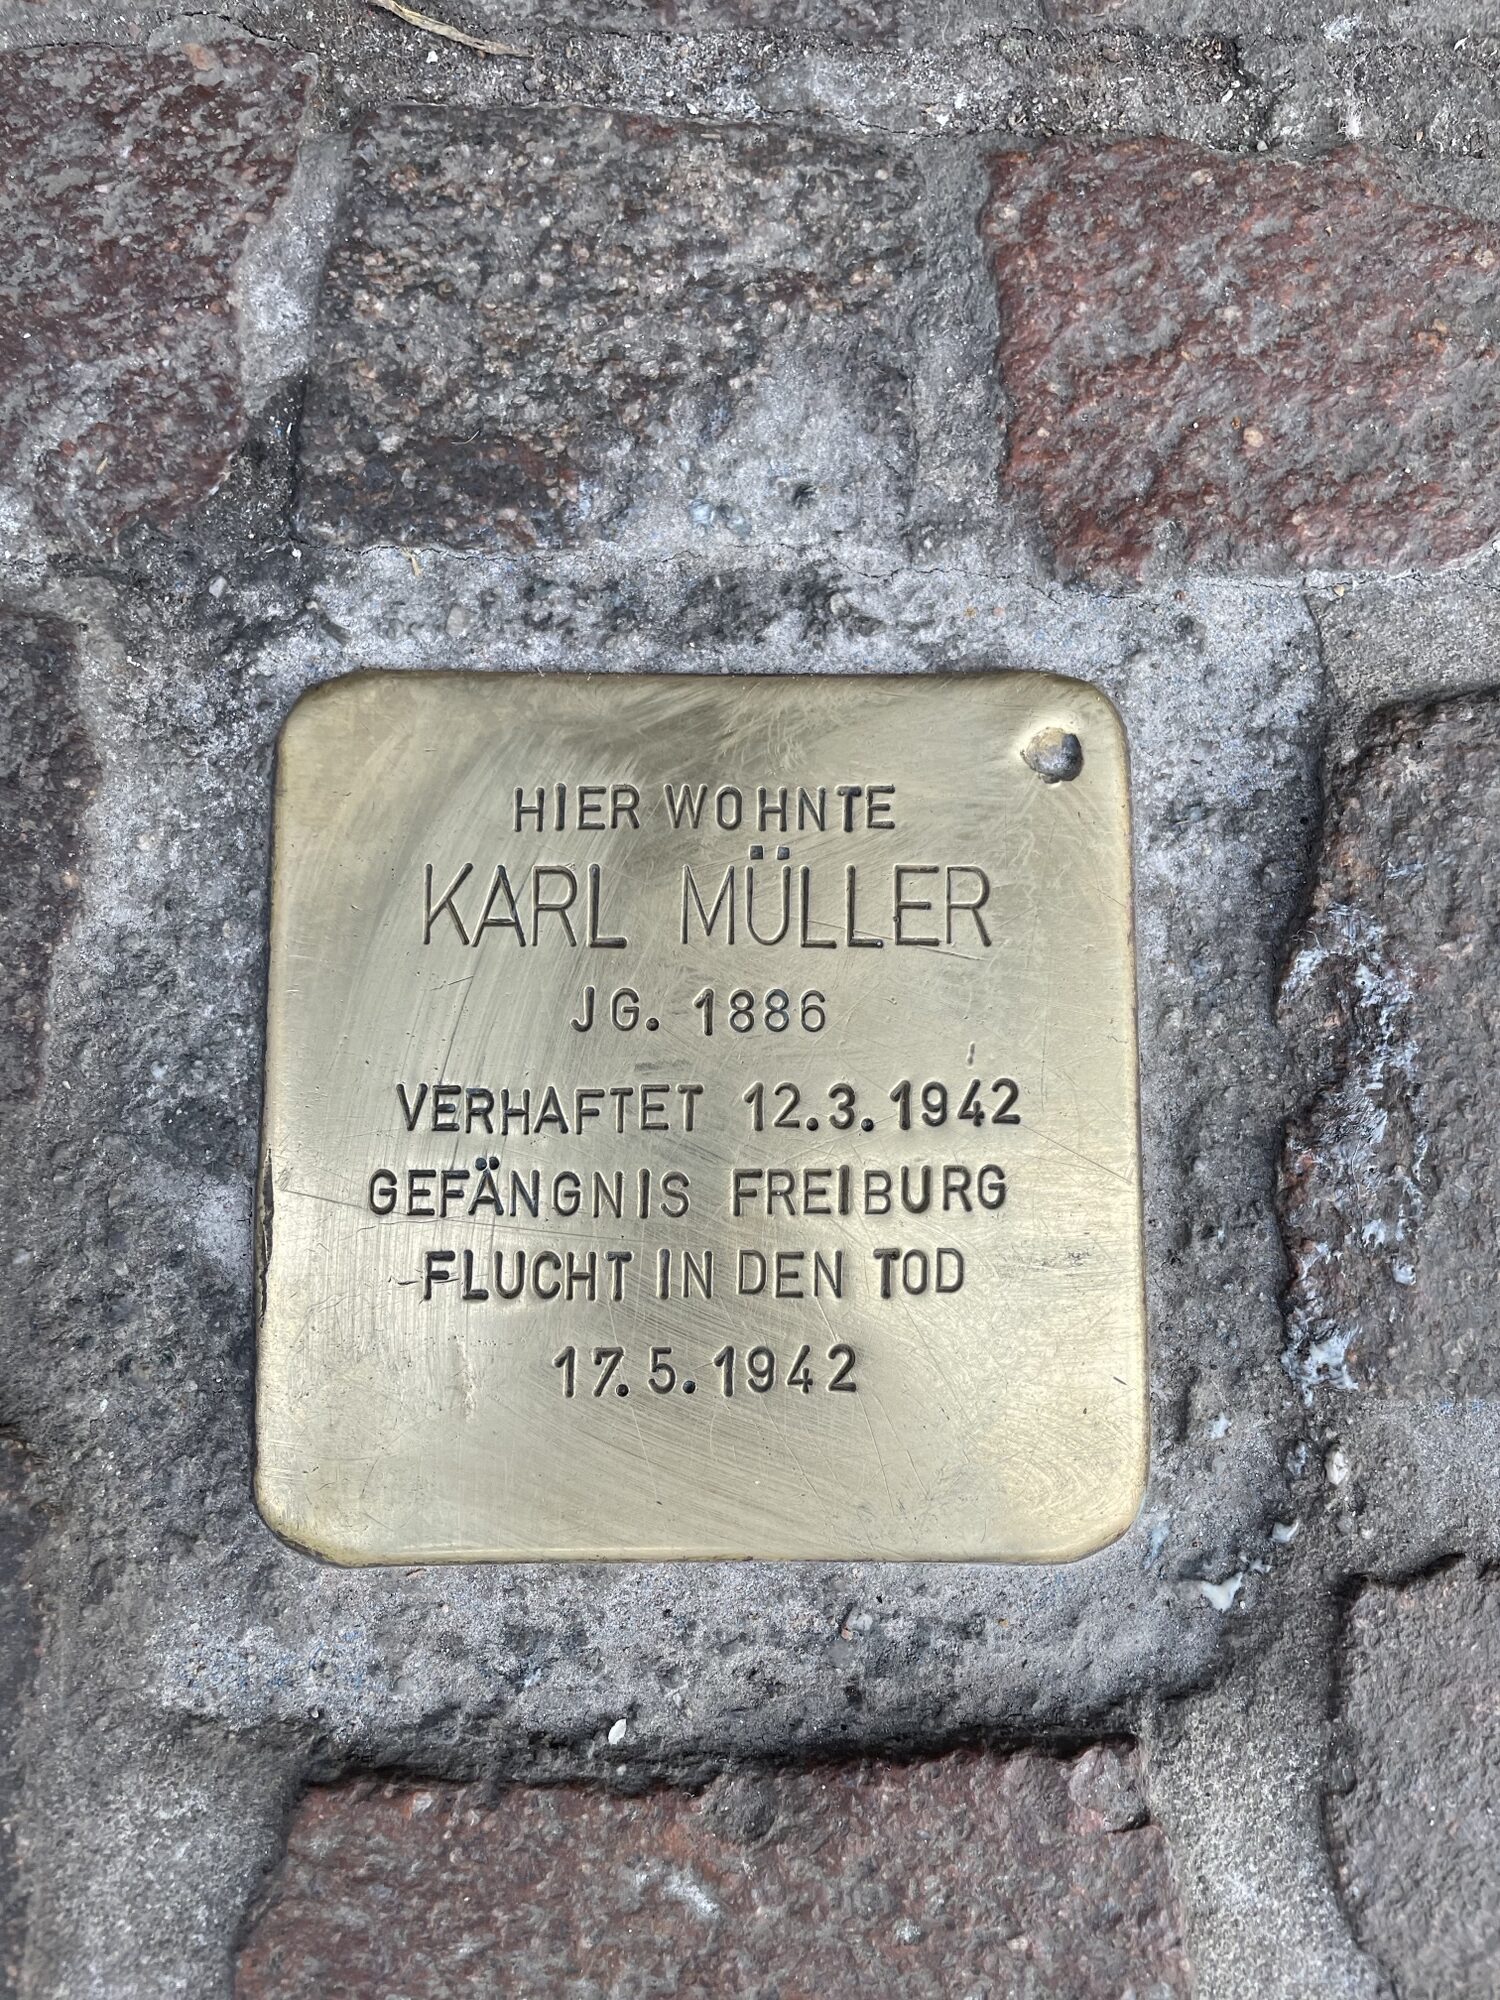 HIER WOHNTE
KARL MÜLLER
JG. 1886
VERHAFTET 12.3.1942
GEFÄNGNIS FREIBURG
FLUCHT IN DEN TOD
17.5.1942